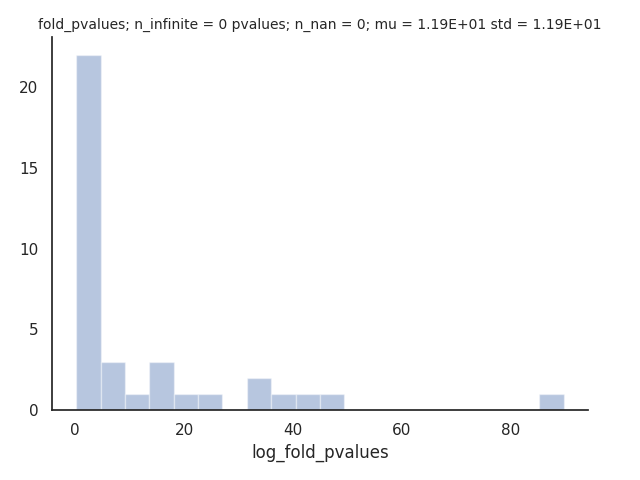 fold_pvalues; n_infinite = 0 pvalues; n_nan = 0; mu = 1.19E+01 std = 1.19E+01
20
15
10
5
0
0 20 40 60 80
log_fold_pvalues